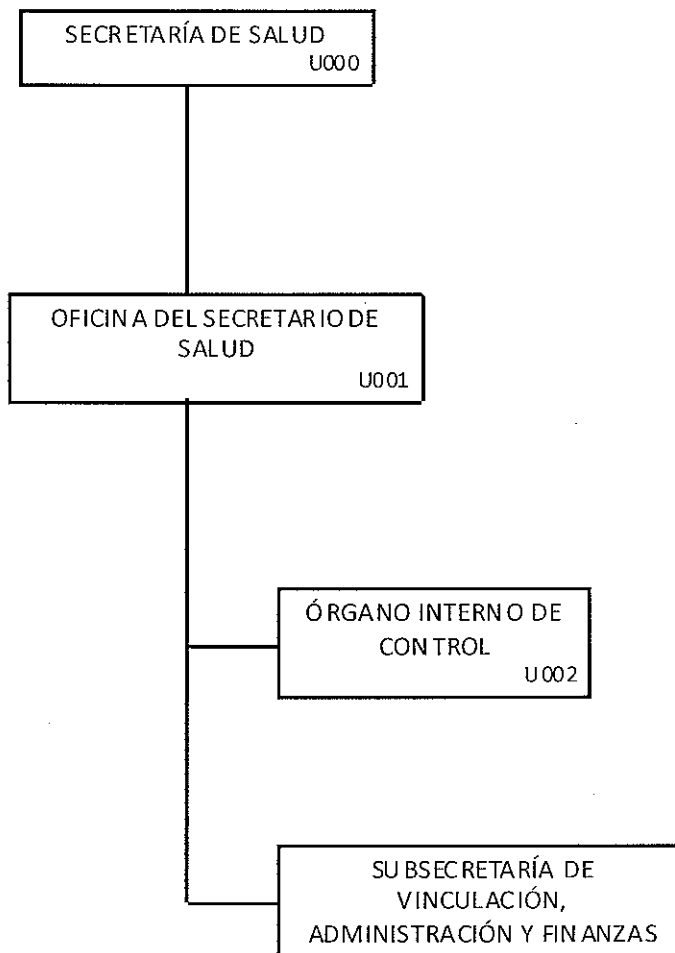 SECRETARÍA DE SALUD
U000
OFICINA DEL SECRETARIO DE
SALUD
U001
ÓRGANO INTERNO DE
CONTROL
U002
SUBSECRETARÍA DE
VINCULACIÓN,
ADMINISTRACIÓN Y FINANZAS